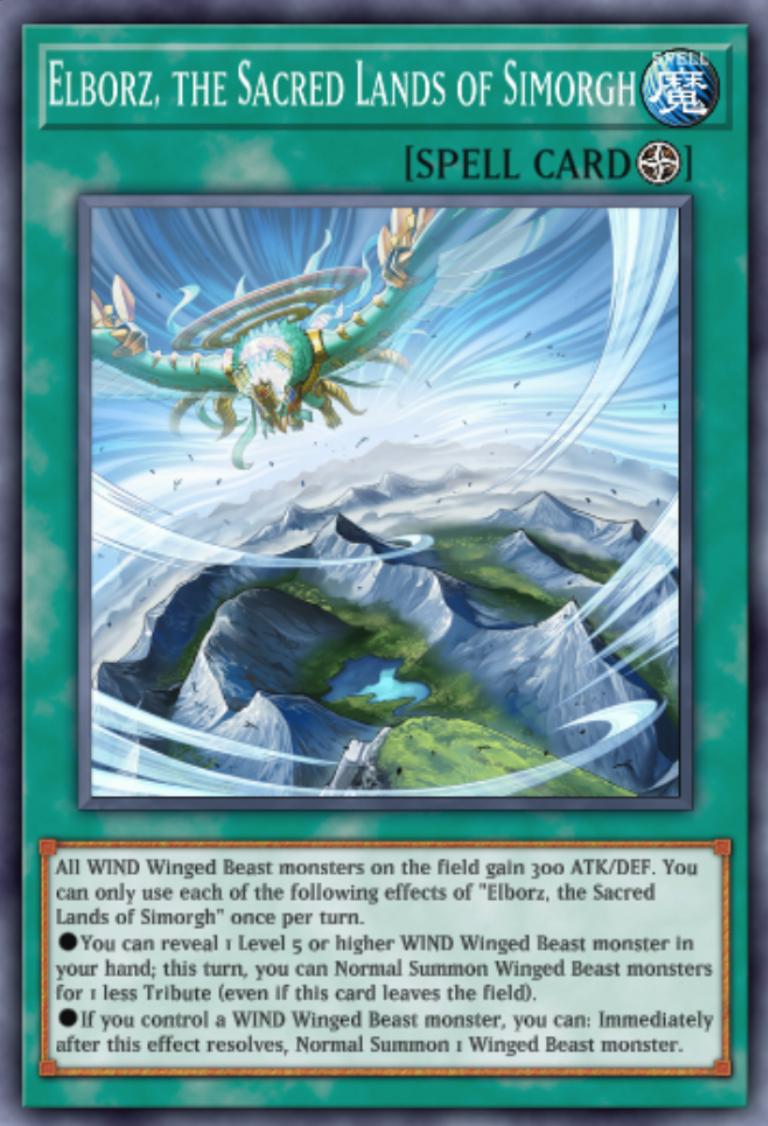 ELBORZ, THE SACRED LANDS OF SIMORGH
SPELL
魔
[SPELL CARD]
All WIND Winged Beast monsters on the field gain 300 ATK/DEF. You
can only use each of the following effects of "Elborz, the Sacred
Lands of Simorgh" once per turn.
●You can reveal 1 Level 5 or higher WIND Winged Beast monster in
your hand; this turn, you can Normal Summon Winged Beast monsters
for 1 less Tribute (even if this card leaves the field).
●If you control a WIND Winged Beast monster, you can: Immediately
after this effect resolves, Normal Summon 1 Winged Beast monster.